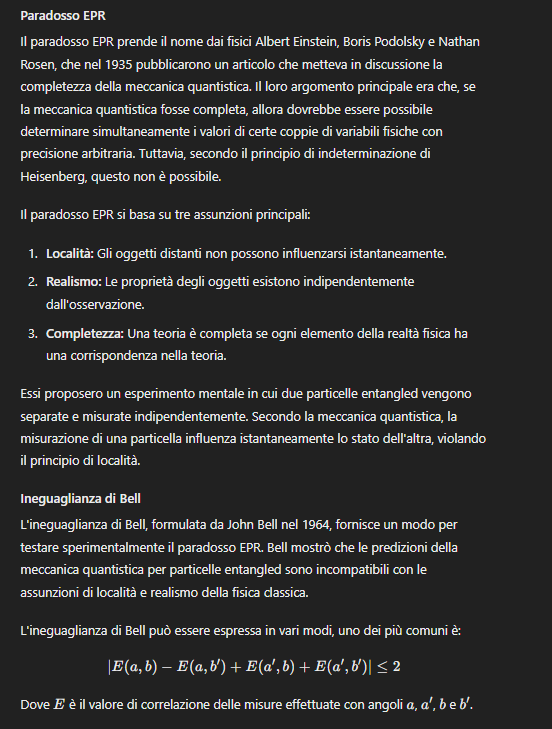 Paradosso EPR
Il paradosso EPR prende il nome dai fisici Albert Einstein, Boris Podolsky e Nathan
Rosen, che nel 1935 pubblicarono un articolo che metteva in discussione la
completezza della meccanica quantistica. Il loro argomento principale era che, se
la meccanica quantistica fosse completa, allora dovrebbe essere possibile
determinare simultaneamente i valori di certe coppie di variabili fisiche con
precisione arbitraria. Tuttavia, secondo il principio di indeterminazione di
Heisenberg, questo non è possibile.
Il paradosso EPR si basa su tre assunzioni principali:
1. Località: Gli oggetti distanti non possono influenzarsi istantaneamente.
2. Realismo: Le proprietà degli oggetti esistono indipendentemente
dall'osservazione.
3. Completezza: Una teoria è completa se ogni elemento della realtà fisica ha
una corrispondenza nella teoria.
Essi proposero un esperimento mentale in cui due particelle entangled vengono
separate e misurate indipendentemente. Secondo la meccanica quantistica, la
misurazione di una particella influenza istantaneamente lo stato dell'altra, violando
il principio di località.
Ineguaglianza di Bell
L'ineguaglianza di Bell, formulata da John Bell nel 1964, fornisce un modo per
testare sperimentalmente il paradosso EPR. Bell mostrò che le predizioni della
meccanica quantistica per particelle entangled sono incompatibili con le
assunzioni di località e realismo della fisica classica.
L'ineguaglianza di Bell può essere espressa in vari modi, uno dei più comuni è:
|E(a, b) − E(a, b′) + E(a′, b) + E(a′, b′)| ≤ 2
Dove E è il valore di correlazione delle misure effettuate con angoli a, a′, b e b′.